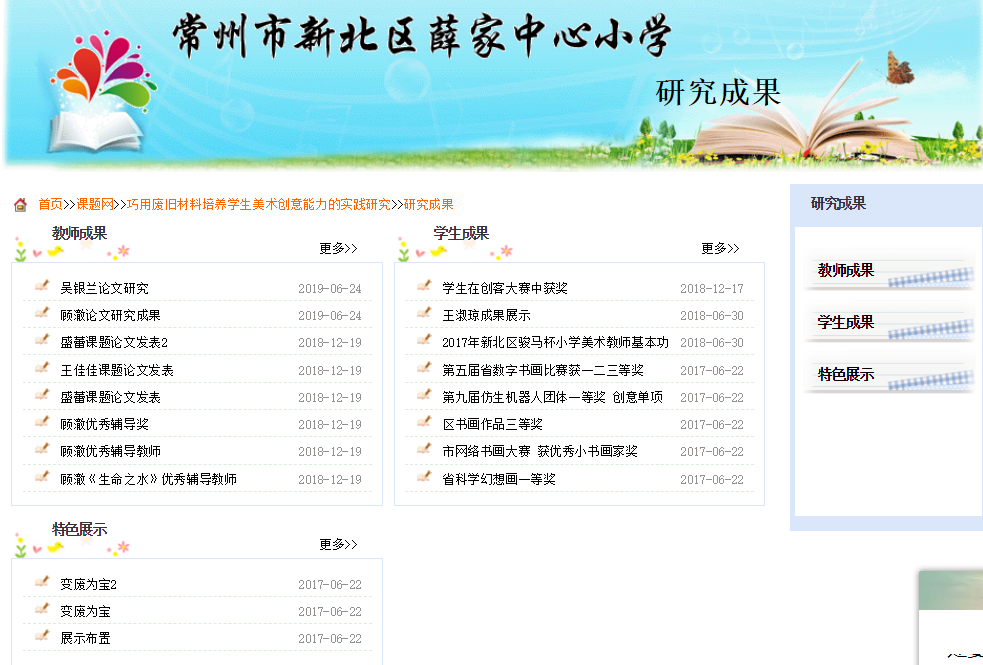 常州市新北区薛家中心小学
研究成果
首页>>课题网>>巧用废旧材料培养学生美术创意能力的实践研究>>研究成果
教师成果
更多>>
吴银兰论文研究 2019-06-24
顾澈论文研究成果 2019-06-24
盛蕾课题论文发表2 2018-12-19
王佳佳课题论文发表 2018-12-19
盛蕾课题论文发表 2018-12-19
顾澈优秀辅导奖 2018-12-19
顾澈优秀辅导教师 2018-12-19
顾澈《生命之水》优秀辅导教师 2018-12-19
学生成果
更多>>
学生在创客大赛中获奖 2018-12-17
王淑琼成果展示 2018-06-30
2017年新北区骏马杯小学美术教师基本功 2018-06-30
第五届省数字书画比赛获一二三等奖 2017-06-22
第九届仿生机器人团体一等奖 创意单项 2017-06-22
区书画作品三等奖 2017-06-22
市网络书画大赛 获优秀小书画家奖 2017-06-22
省科学幻想画一等奖 2017-06-22
特色展示
更多>>
变废为宝2 2017-06-22
变废为宝 2017-06-22
展示布置 2017-06-22
研究成果
教师成果
学生成果
特色展示